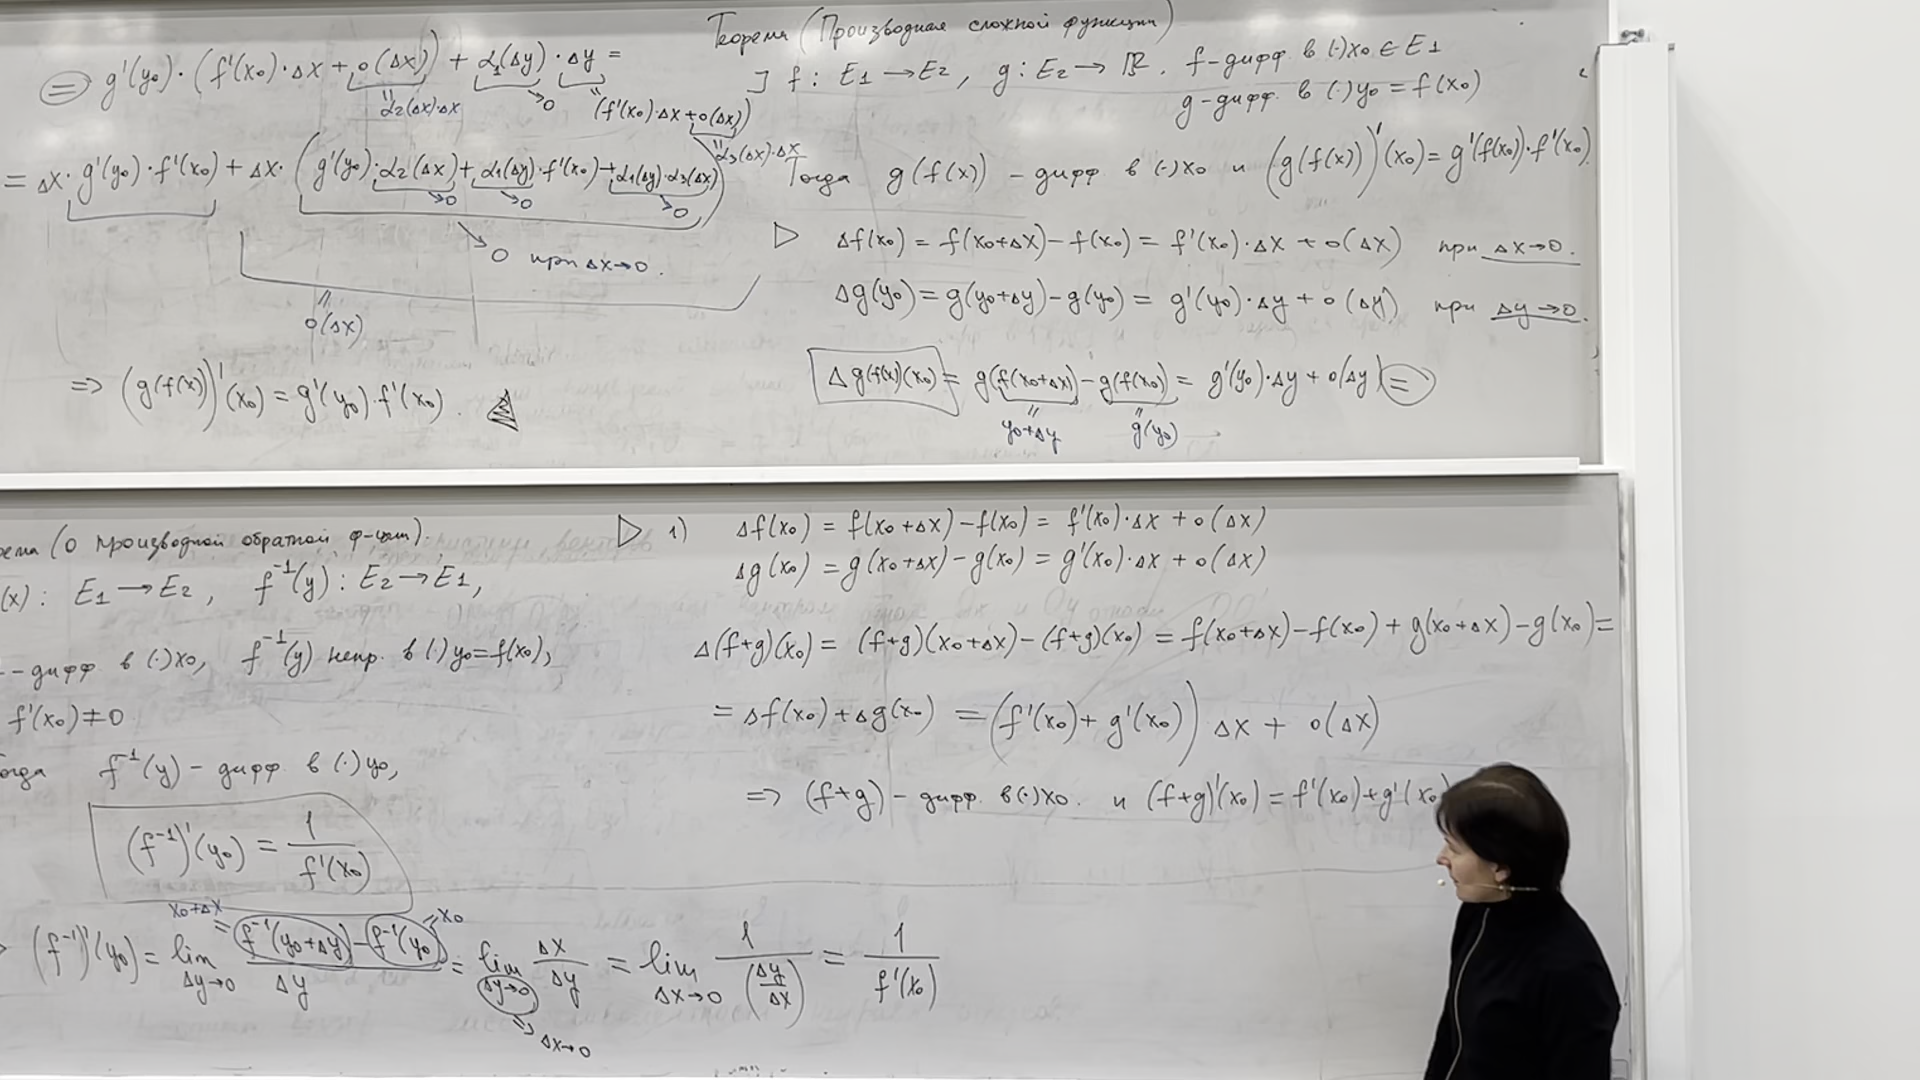 Теорема (Производная сложной функции)
] f : E₁ → E₂, g : E₂ → ℝ. f - дифф. в (·) x₀ ∈ E₁
g - дифф. в (·) y₀ = f(x₀)
Тогда g(f(x)) - дифф в (·) x₀ и (g(f(x)))'(x₀) = g'(f(x₀))·f'(x₀)
▷ Δf(x₀) = f(x₀+Δx) - f(x₀) = f'(x₀)·Δx + o(Δx) при Δx→0.
Δg(y₀) = g(y₀+Δy) - g(y₀) = g'(y₀)·Δy + o(Δy) при Δy→0.
Δg(f(x))(x₀) = g(f(x₀+Δx)) - g(f(x₀)) = g'(y₀)·Δy + o(Δy) =
" y₀+Δy " g(y₀)
= g'(y₀)·(f'(x₀)·Δx + o(Δx)) + α₁(Δy)·Δy =
" α₂(Δx)·Δx →0 (f'(x₀)·Δx + o(Δx))
" α₃(Δx)·Δx
= Δx·g'(y₀)·f'(x₀) + Δx·(g'(y₀)·α₂(Δx) + α₁(Δy)·f'(x₀) + α₁(Δy)·α₃(Δx))
→0 →0 →0
→ 0 при Δx→0.
" o(Δx)
=> (g(f(x)))'(x₀) = g'(y₀)·f'(x₀).
рема (о производной обратной ф-ции).
(x) : E₁ → E₂, f⁻¹(y) : E₂ → E₁,
- дифф в (·) x₀, f⁻¹(y) непр. в (·) y₀=f(x₀),
f'(x₀) ≠ 0
огда f⁻¹(y) - дифф в (·) y₀,
(f⁻¹)'(y₀) = 1/f'(x₀)
x₀+Δx = = x₀
(f⁻¹)'(y₀) = lim_{Δy→0} (f⁻¹(y₀+Δy) - f⁻¹(y₀))/Δy = lim_{Δy→0} Δx/Δy = lim_{Δx→0} 1/(Δy/Δx) = 1/f'(x₀)
=> Δx→0
▷ 1) Δf(x₀) = f(x₀+Δx) - f(x₀) = f'(x₀)·Δx + o(Δx)
Δg(x₀) = g(x₀+Δx) - g(x₀) = g'(x₀)·Δx + o(Δx)
Δ(f+g)(x₀) = (f+g)(x₀+Δx) - (f+g)(x₀) = f(x₀+Δx) - f(x₀) + g(x₀+Δx) - g(x₀) =
= Δf(x₀) + Δg(x₀) = (f'(x₀) + g'(x₀)) Δx + o(Δx)
=> (f+g) - дифф. в (·) x₀. и (f+g)'(x₀) = f'(x₀) + g'(x₀)